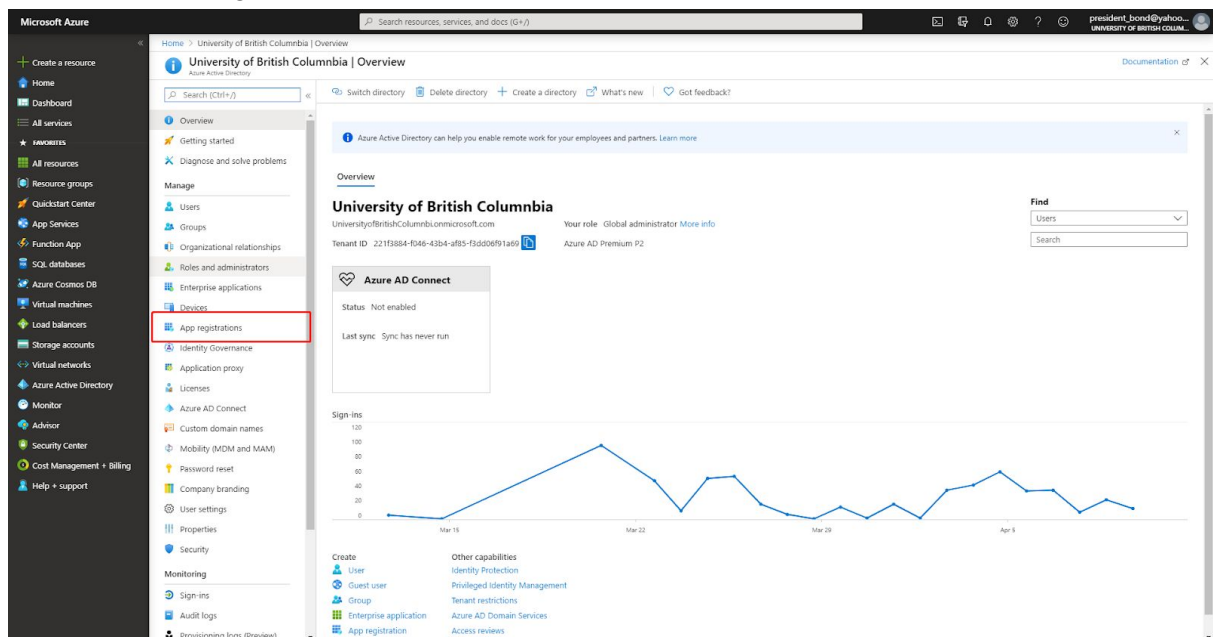 Microsoft Azure
Search resources, services, and docs (G+/)
president_bond@yahoo...
UNIVERSITY OF BRITISH COLUM...
Create a resource
Home
Dashboard
All services
FAVORITES
All resources
Resource groups
Quickstart Center
App Services
Function App
SQL databases
Azure Cosmos DB
Virtual machines
Load balancers
Storage accounts
Virtual networks
Azure Active Directory
Monitor
Advisor
Security Center
Cost Management + Billing
Help + support
Home > University of British Columnbia | Overview
University of British Columnbia | Overview
Azure Active Directory
Documentation
Search (Ctrl+/)
Overview
Getting started
Diagnose and solve problems
Manage
Users
Groups
Organizational relationships
Roles and administrators
Enterprise applications
Devices
App registrations
Identity Governance
Application proxy
Licenses
Azure AD Connect
Custom domain names
Mobility (MDM and MAM)
Password reset
Company branding
User settings
Properties
Security
Monitoring
Sign-ins
Audit logs
Provisioning logs (Preview)
Switch directory Delete directory Create a directory What's new Got feedback?
Azure Active Directory can help you enable remote work for your employees and partners. Learn more
Overview
University of British Columnbia
UniversityofBritishColumnbi.onmicrosoft.com
Your role Global administrator More info
Tenant ID 221f3884-f046-43b4-af85-f3dd06f91a69
Azure AD Premium P2
Find
Users
Search
Azure AD Connect
Status Not enabled
Last sync Sync has never run
Sign-ins
120
100
80
60
40
20
0
Mar 15 Mar 22 Mar 29 Apr 5
Create
User
Guest user
Group
Enterprise application
App registration
Other capabilities
Identity Protection
Privileged Identity Management
Tenant restrictions
Azure AD Domain Services
Access reviews